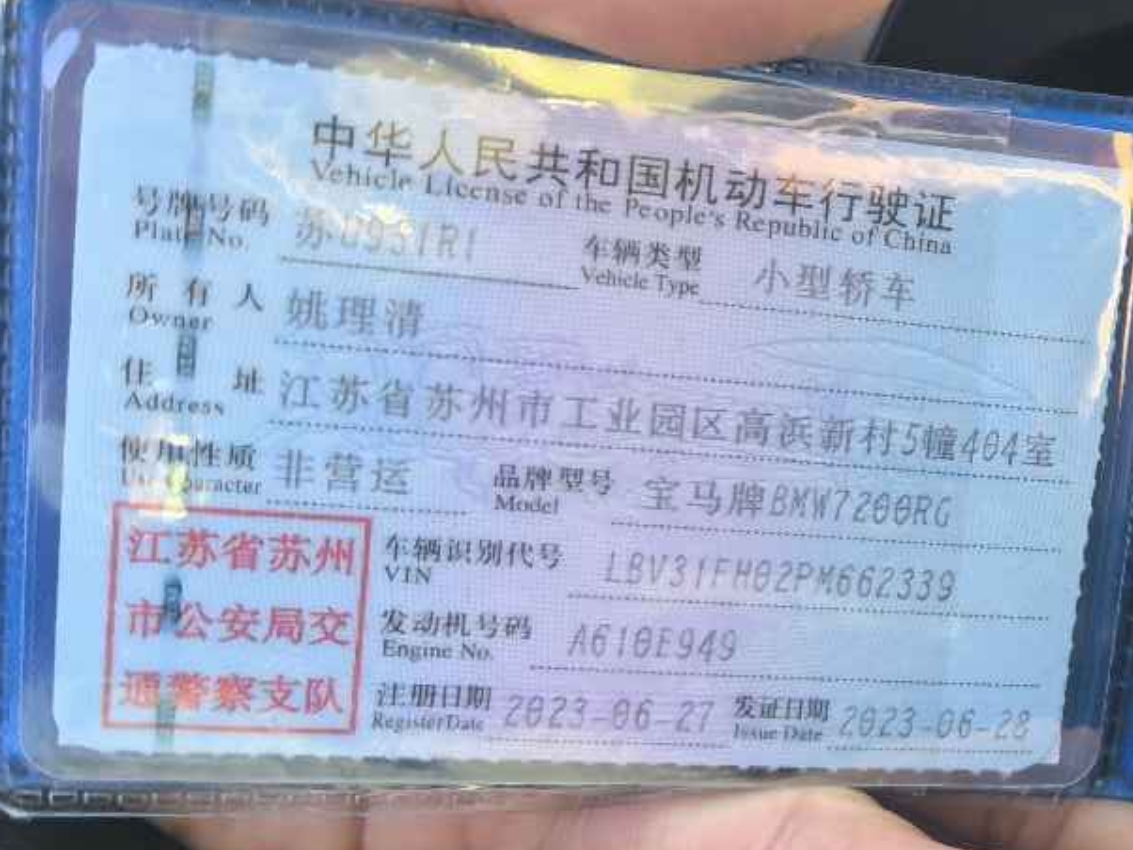 中华人民共和国机动车行驶证
Vehicle License of the People's Republic of China
号牌号码
Plate No.
车辆类型 小型轿车
Vehicle Type
所有人 姚理清
Owner
住址 江苏省苏州市工业园区高浜新村5幢404室
Address
使用性质 非营运
Use Character
品牌型号 宝马牌BMW7200RG
Model
江苏省苏州
市公安局交
通警察支队
车辆识别代号 LBV31FH02PM662339
VIN
发动机号码 A610E949
Engine No.
注册日期 2023-06-27
Register Date
发证日期 2023-06-28
Issue Date